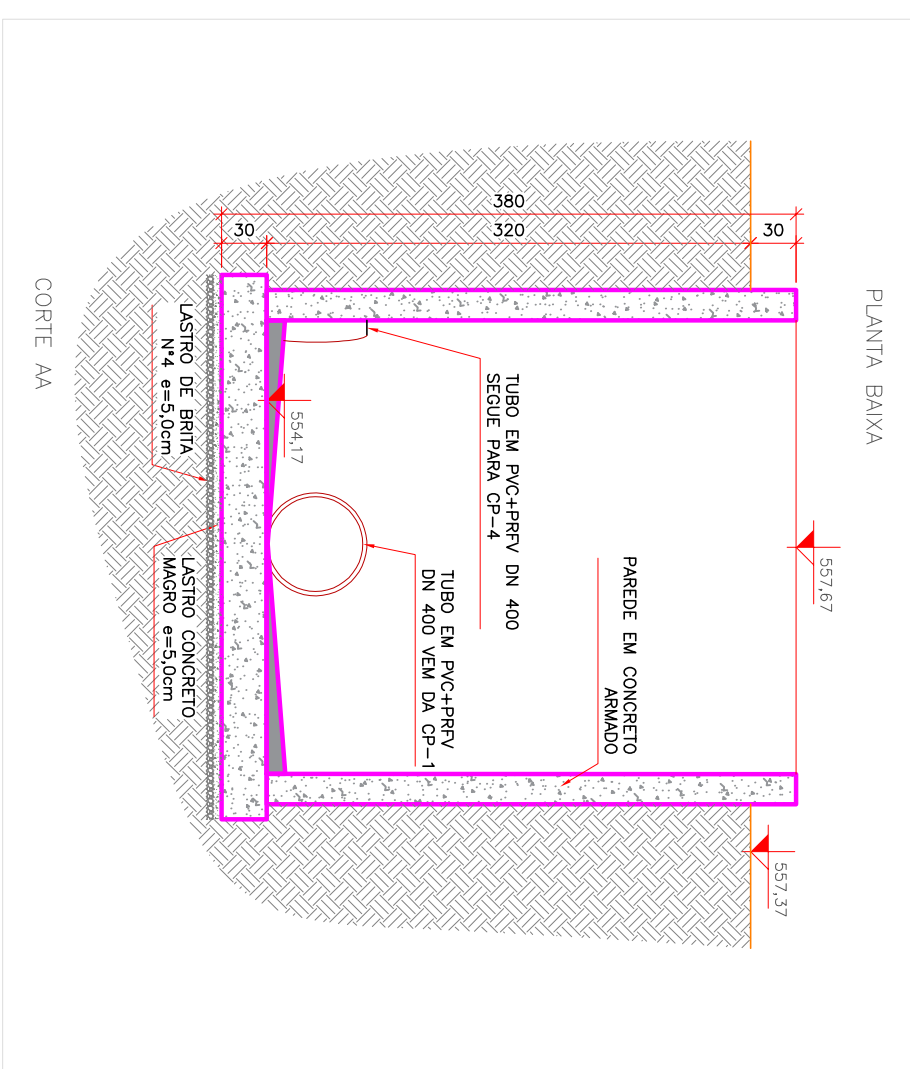 PLANTA BAIXA
557,67
557,37
380
30
320
30
PAREDE EM CONCRETO
ARMADO
TUBO EM PVC+PRFV DN 400
SEGUE PARA CP-4
TUBO EM PVC+PRFV
DN 400 VEM DA CP-1
554,17
LASTRO DE BRITA
N°4 e=5,0cm
LASTRO CONCRETO
MAGRO e=5,0cm
CORTE AA